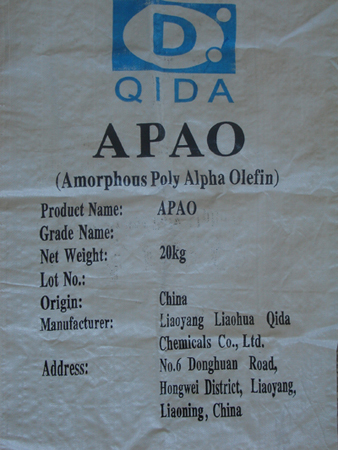 D
QIDA
APAO
(Amorphous Poly Alpha Olefin)
Product Name: APAO
Grade Name:
Net Weight: 20kg
Lot No.:
Origin: China
Manufacturer: Liaoyang Liaohua Qida
Chemicals Co., Ltd.
Address: No.6 Donghuan Road,
Hongwei District, Liaoyang,
Liaoning, China